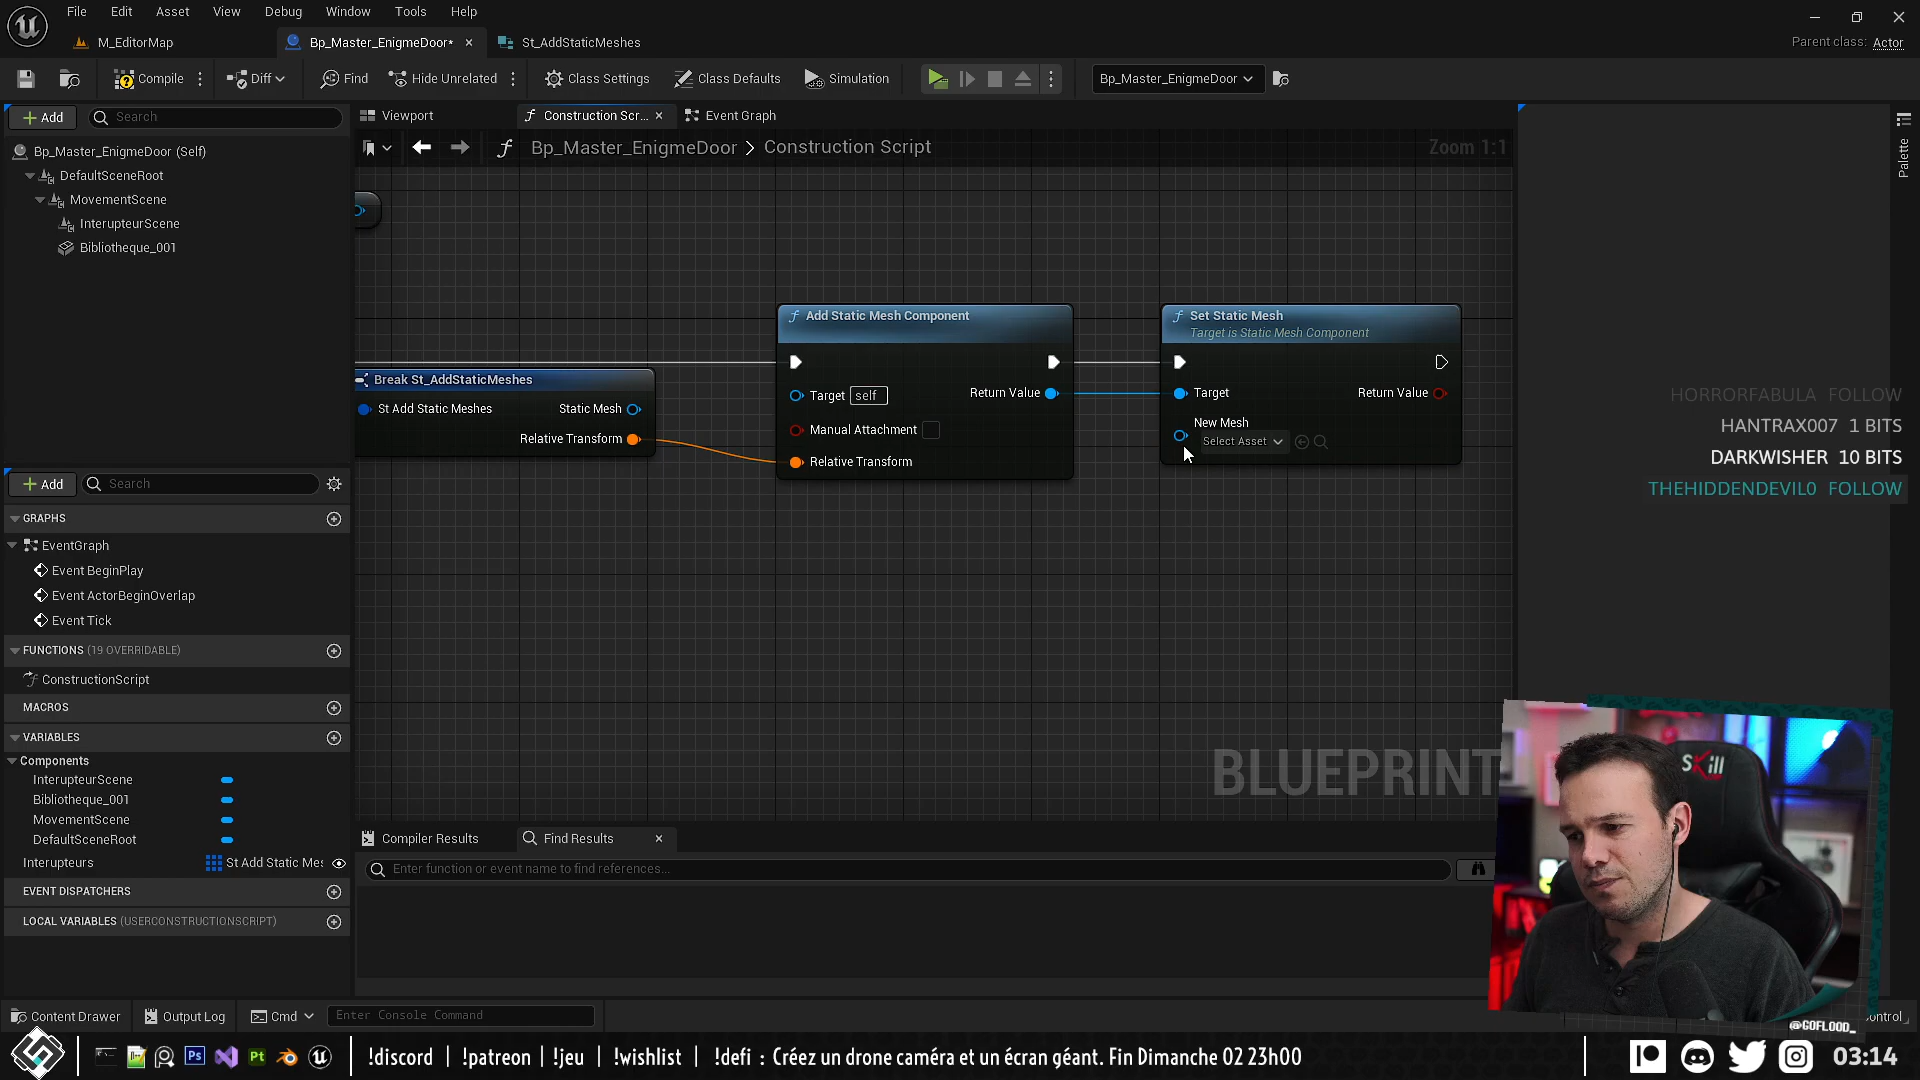 File Edit Asset View Debug Window Tools Help
M_EditorMap
Bp_Master_EnigmeDoor*
St_AddStaticMeshes
Parent class: Actor
Compile
Diff
Find
Hide Unrelated
Class Settings
Class Defaults
Simulation
Bp_Master_EnigmeDoor
Add
Search
Viewport
Construction Scr...
Event Graph
Bp_Master_EnigmeDoor > Construction Script
Zoom 1:1
Palette
Bp_Master_EnigmeDoor (Self)
DefaultSceneRoot
MovementScene
InterupteurScene
Bibliotheque_001
Break St_AddStaticMeshes
St Add Static Meshes
Static Mesh
Relative Transform
Add Static Mesh Component
Target self
Return Value
Manual Attachment
Relative Transform
Set Static Mesh
Target is Static Mesh Component
Target
Return Value
New Mesh
Select Asset
HORRORFABULA FOLLOW
HANTRAX007 1 BITS
DARKWISHER 10 BITS
THEHIDDENDEVIL0 FOLLOW
Add
Search
GRAPHS
EventGraph
Event BeginPlay
Event ActorBeginOverlap
Event Tick
FUNCTIONS (19 OVERRIDABLE)
ConstructionScript
MACROS
VARIABLES
Components
InterupteurScene
Bibliotheque_001
MovementScene
DefaultSceneRoot
Interupteurs
St Add Static Mes
EVENT DISPATCHERS
LOCAL VARIABLES (USERCONSTRUCTIONSCRIPT)
BLUEPRINT
SKill
Compiler Results
Find Results
Enter function or event name to find references...
Content Drawer
Output Log
Cmd
Enter Console Command
ontrol
@GOFLOOD_
Ps
Pt
!discord | !patreon | !jeu | !wishlist | !defi : Créez un drone caméra et un écran géant. Fin Dimanche 02 23h00
03:14